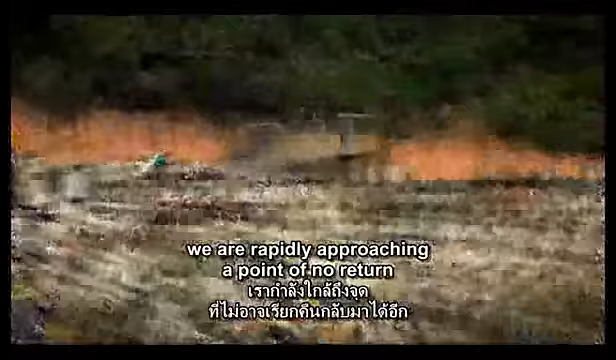 we are rapidly approaching
a point of no return
เรากำลังใกล้ถึงจุด
ที่ไม่อาจเรียกคืนกลับมาได้อีก